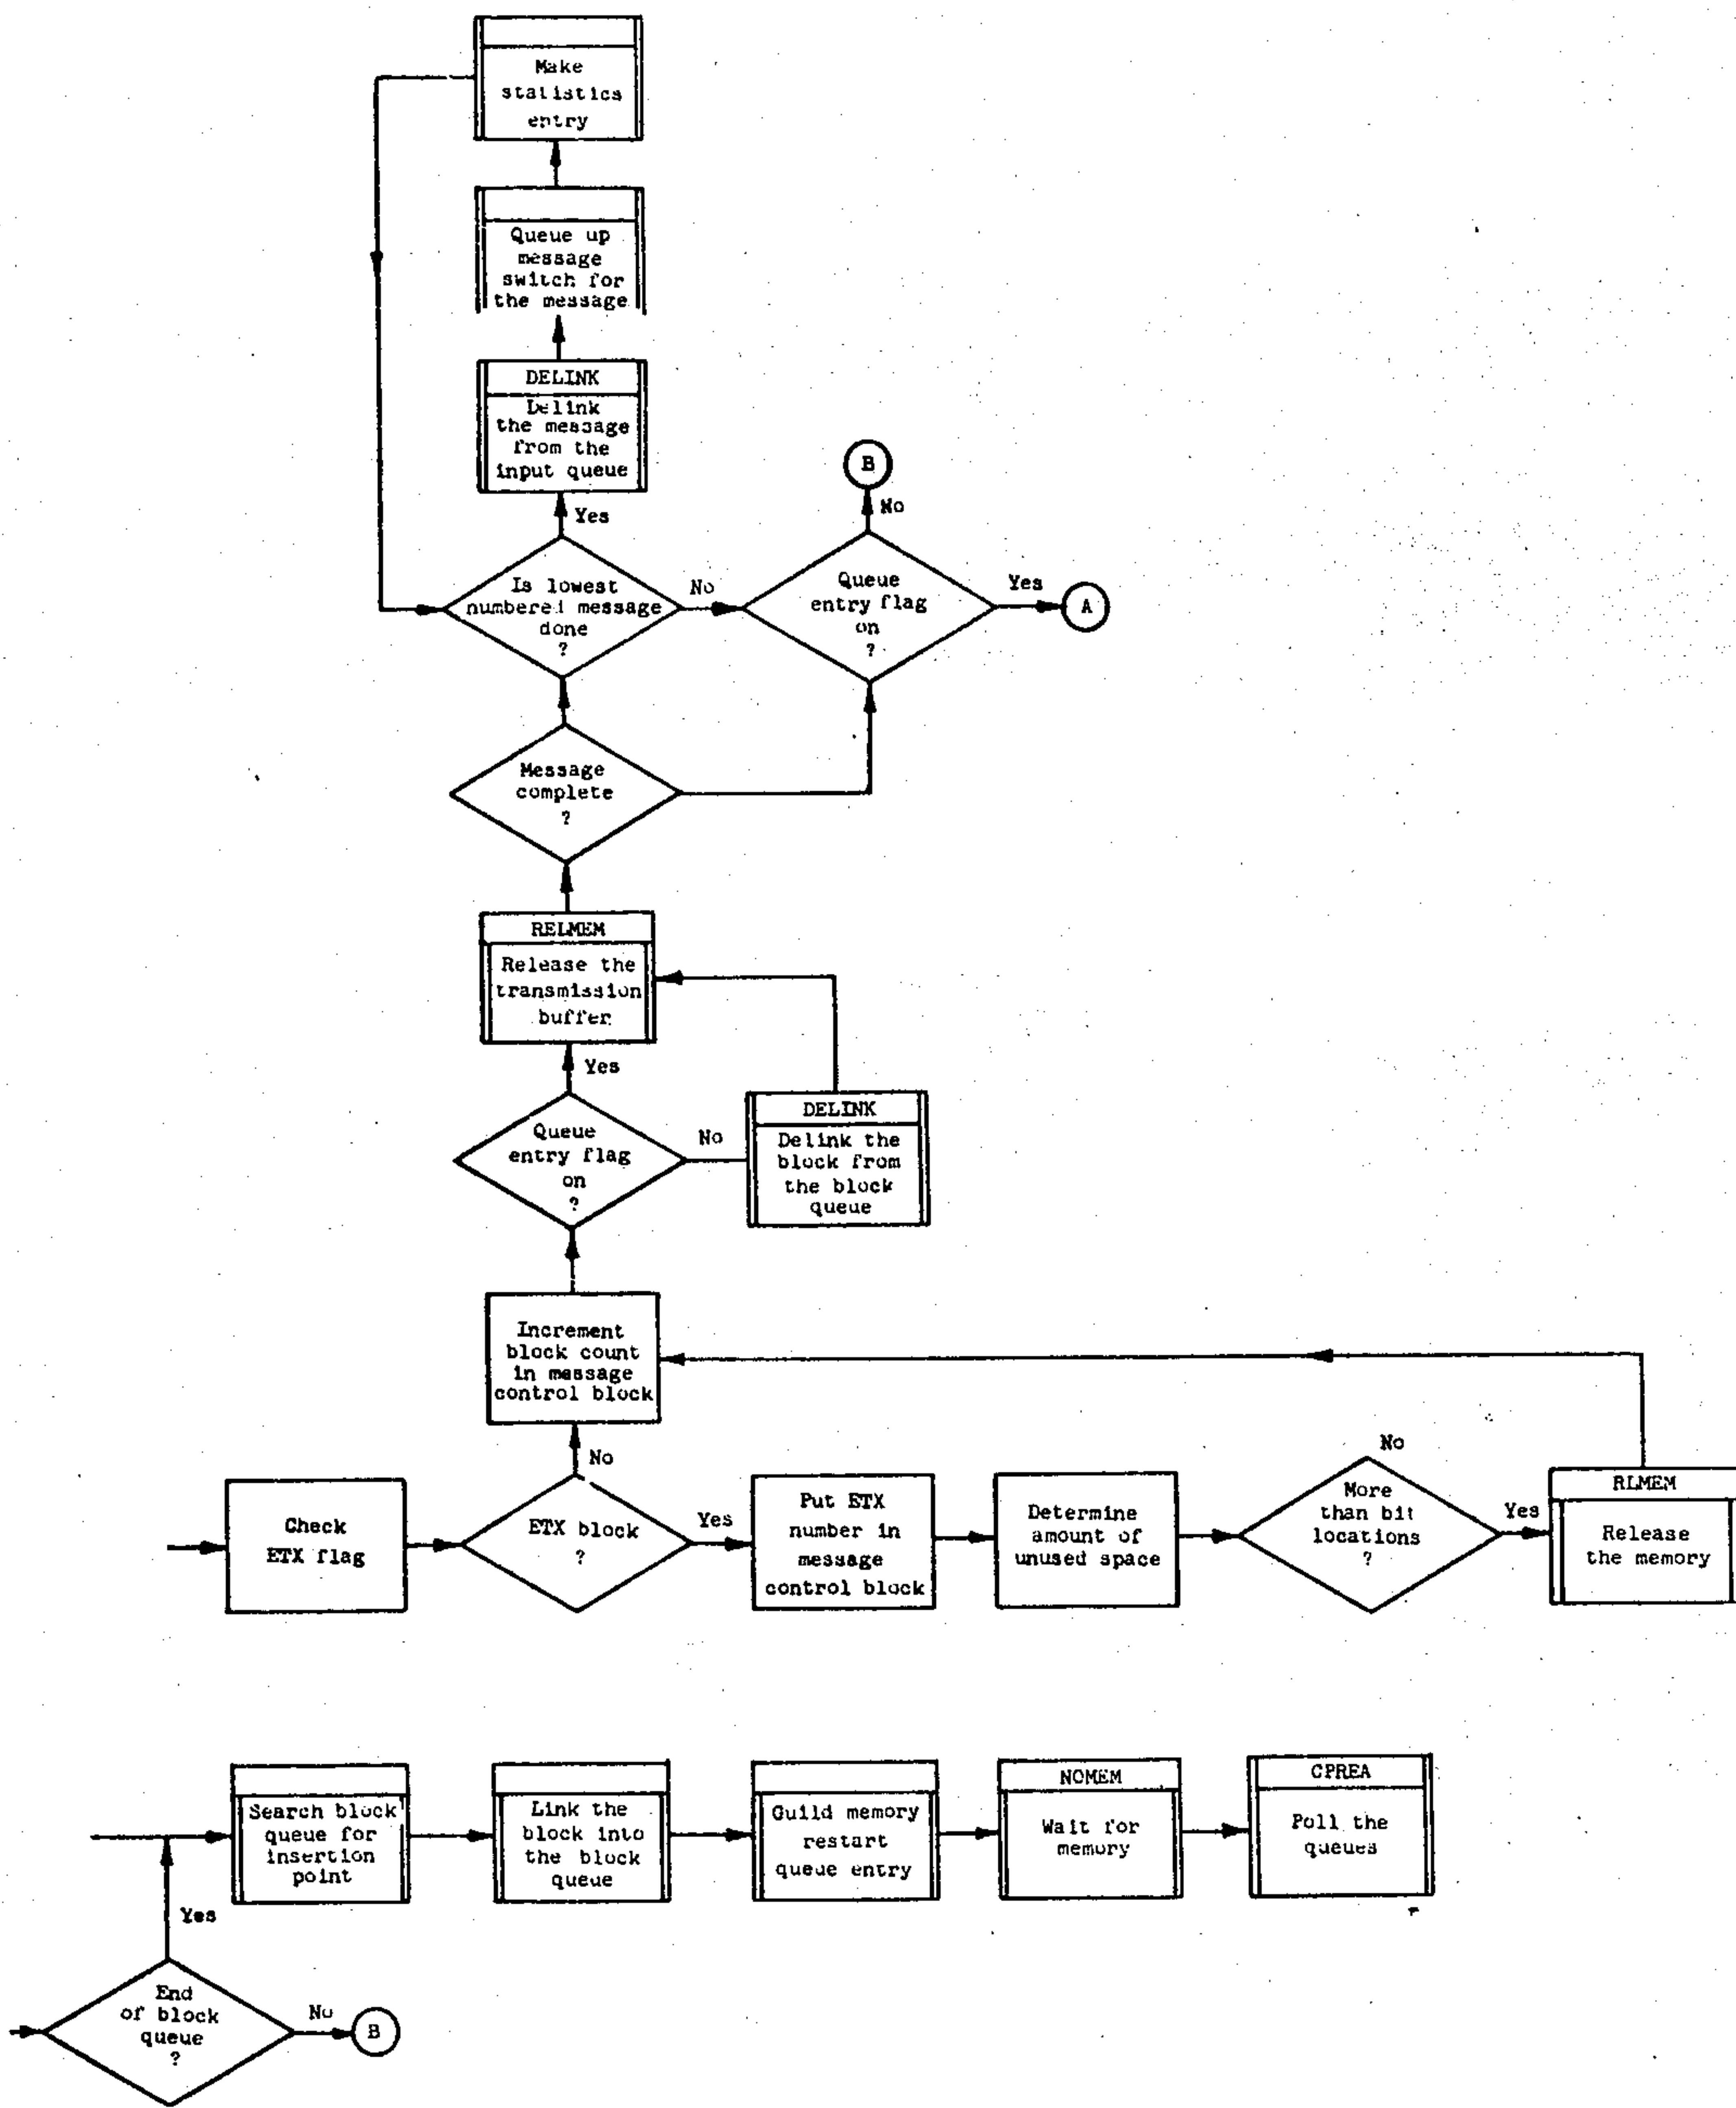 Make
statistics
entry
Queue up
message
switch for
the message
DELINK
Delink
the message
from the
input queue
Yes
B
No
Is lowest
numbered message
done
?
No
Queue
entry flag
on
?
Yes
A
Message
complete
?
RELMEM
Release the
transmission
buffer
Yes
Queue
entry flag
on
?
No
DELINK
Delink the
block from
the block
queue
Increment
block count
in message
control block
No
Check
ETX flag
ETX block
?
Yes
Put ETX
number in
message
control block
Determine
amount of
unused space
No
More
than bit
locations
?
Yes
RLMEM
Release
the memory
Search block
queue for
insertion
point
Link the
block into
the block
queue
Guild memory
restart
queue entry
NOMEM
Wait for
memory
CPREA
Poll the
queues
Yes
End
of block
queue
?
No
B